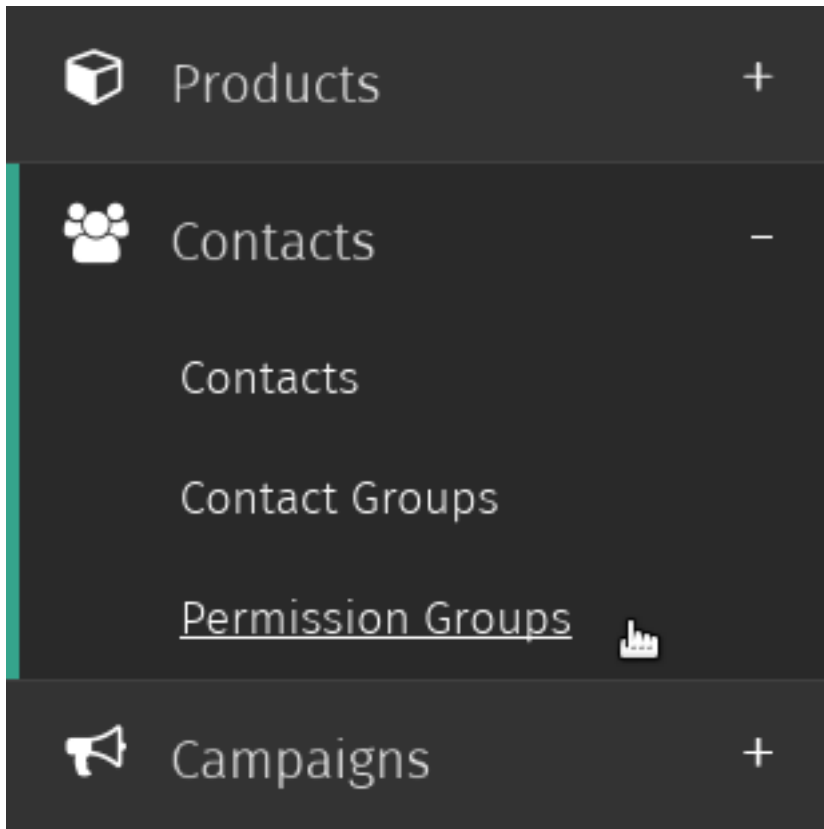 Products +
Contacts −
Contacts
Contact Groups
Permission Groups
Campaigns +